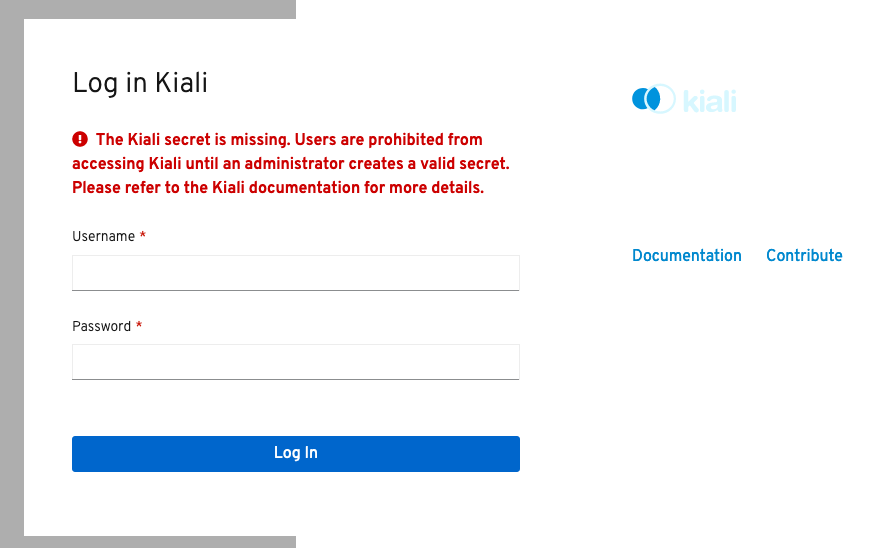 Log in Kiali
The Kiali secret is missing. Users are prohibited from
accessing Kiali until an administrator creates a valid secret.
Please refer to the Kiali documentation for more details.
Username *
Password *
Log In
kiali
Documentation Contribute